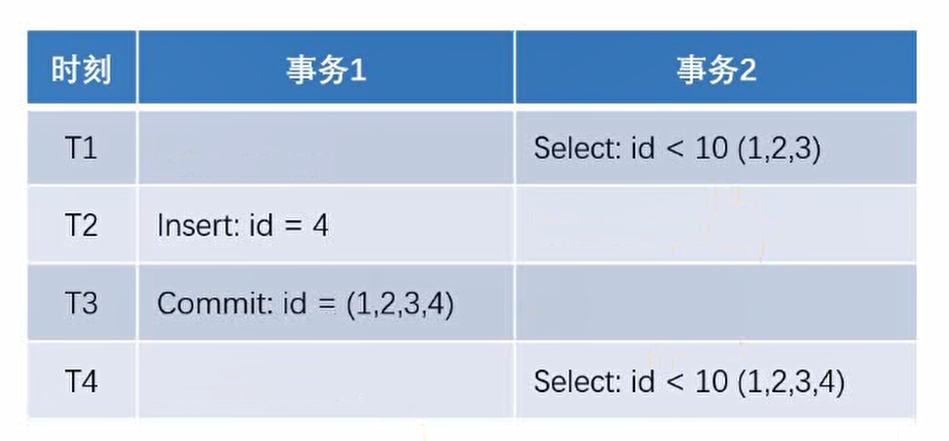 时刻 事务1 事务2
T1 Select: id < 10 (1,2,3)
T2 Insert: id = 4
T3 Commit: id = (1,2,3,4)
T4 Select: id < 10 (1,2,3,4)